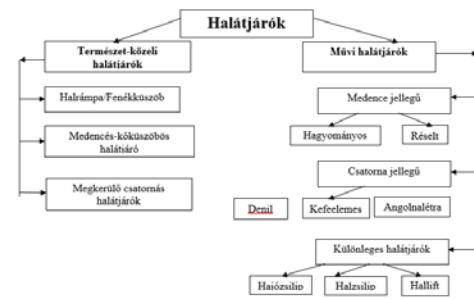 Halátjárók
Természet-közeli
halátjárók
Művi halátjárók
Halrámpa/Fenékküszöb
Medencés-kőküszöbös
halátjáró
Megkerülő csatornás
halátjárók
Medence jellegű
Hagyományos
Réselt
Csatorna jellegű
Denil
Kefeelemes
Angolnalétra
Különleges halátjárók
Hajózsilip
Halzsilip
Hallift